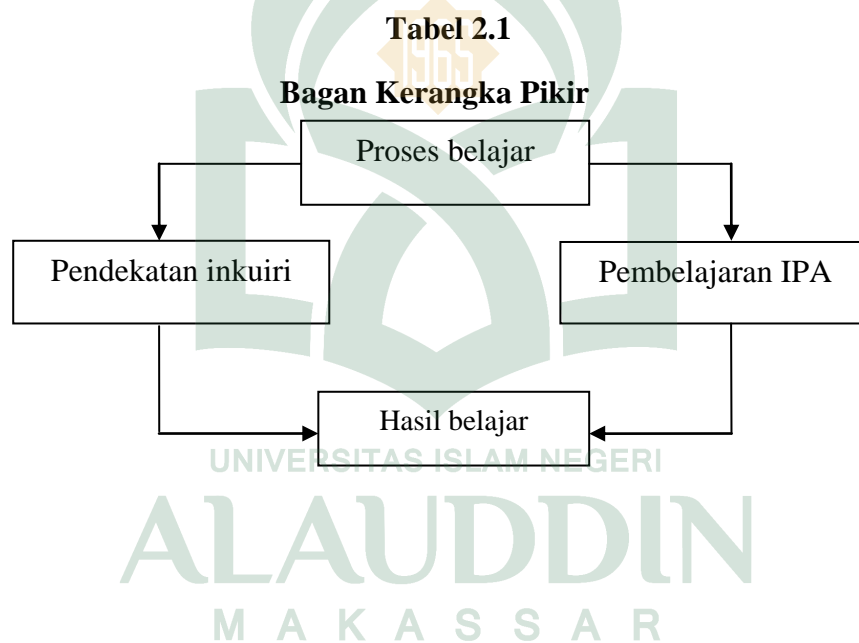 Tabel 2.1
1965
Bagan Kerangka Pikir
Proses belajar
Pendekatan inkuiri
Pembelajaran IPA
Hasil belajar
UNIVERSITAS ISLAM NEGERI
ALAUDDIN
MAKASSAR